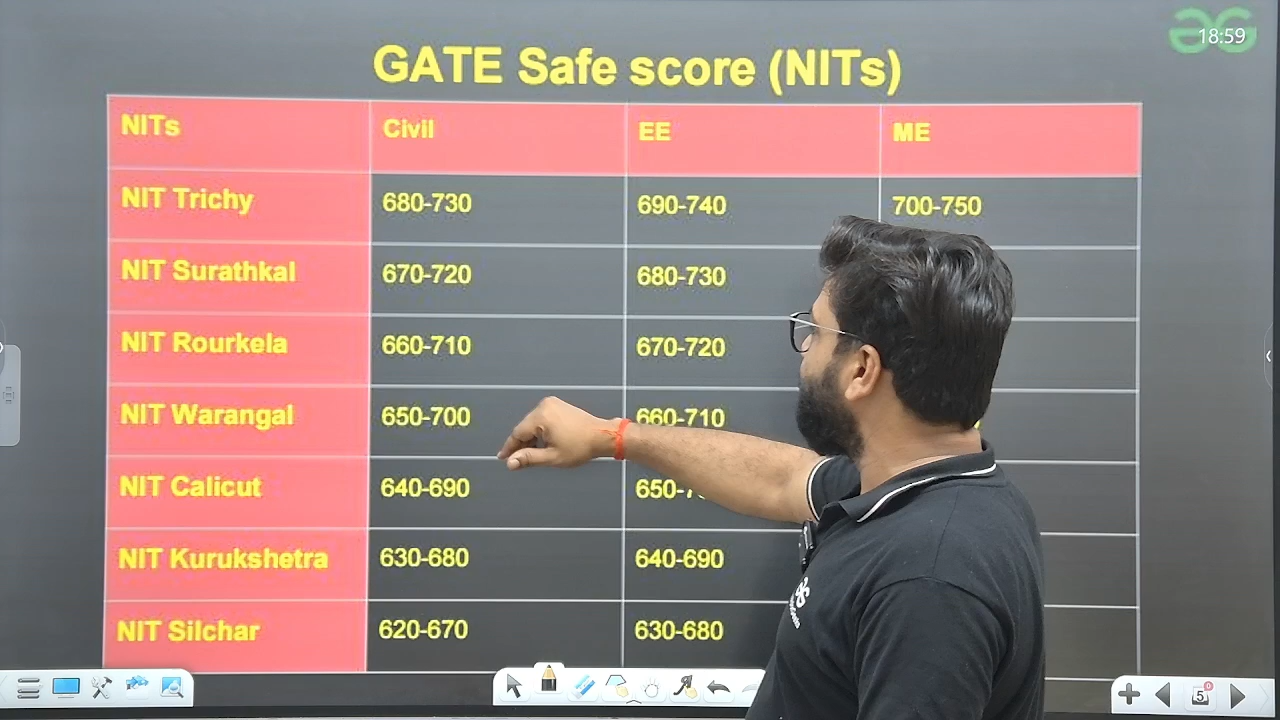 18:59
GATE Safe score (NITs)
NITs Civil EE ME
NIT Trichy 680-730 690-740 700-750
NIT Surathkal 670-720 680-730
NIT Rourkela 660-710 670-720
NIT Warangal 650-700 660-710
NIT Calicut 640-690
NIT Kurukshetra 630-680 640-690
NIT Silchar 620-670 630-680
5
0